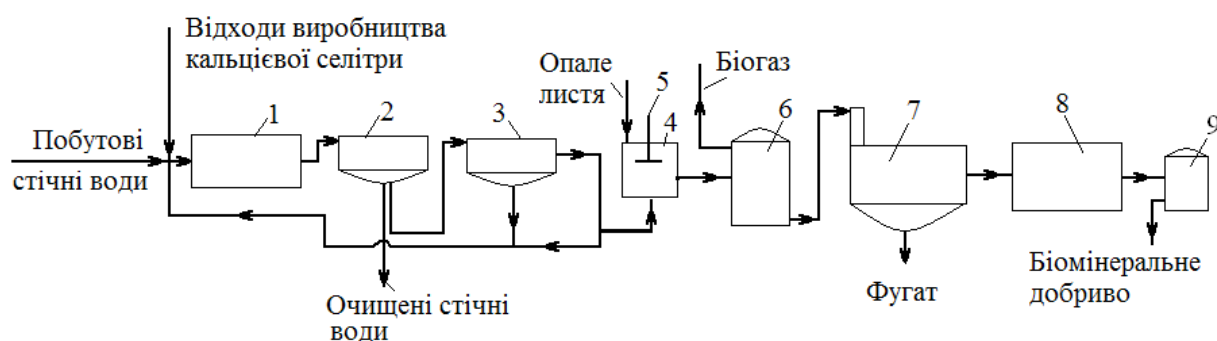 Відходи виробництва
кальцієвої селітри
Побутові
стічні води
1
2
3
Опале
листя
5
4
Біогаз
6
7
8
9
Очищені стічні
води
Фугат
Біомінеральне
добриво